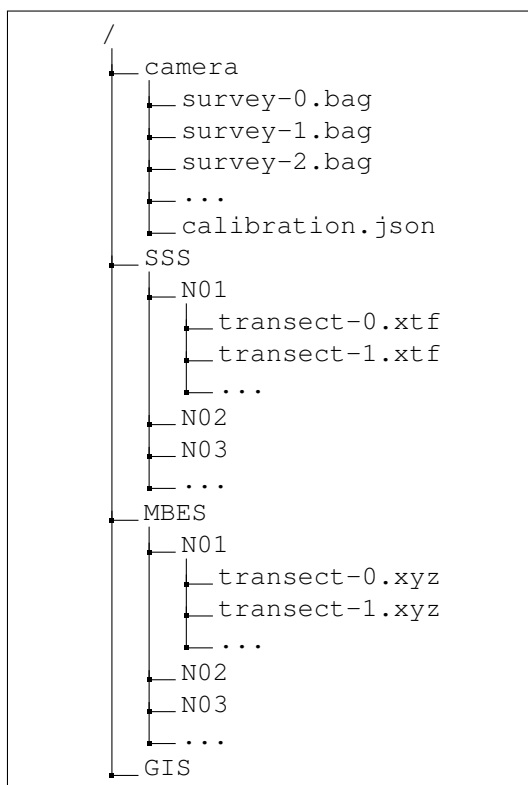 /
camera
survey-0.bag
survey-1.bag
survey-2.bag
...
calibration.json
SSS
N01
transect-0.xtf
transect-1.xtf
...
N02
N03
...
MBES
N01
transect-0.xyz
transect-1.xyz
...
N02
N03
...
GIS